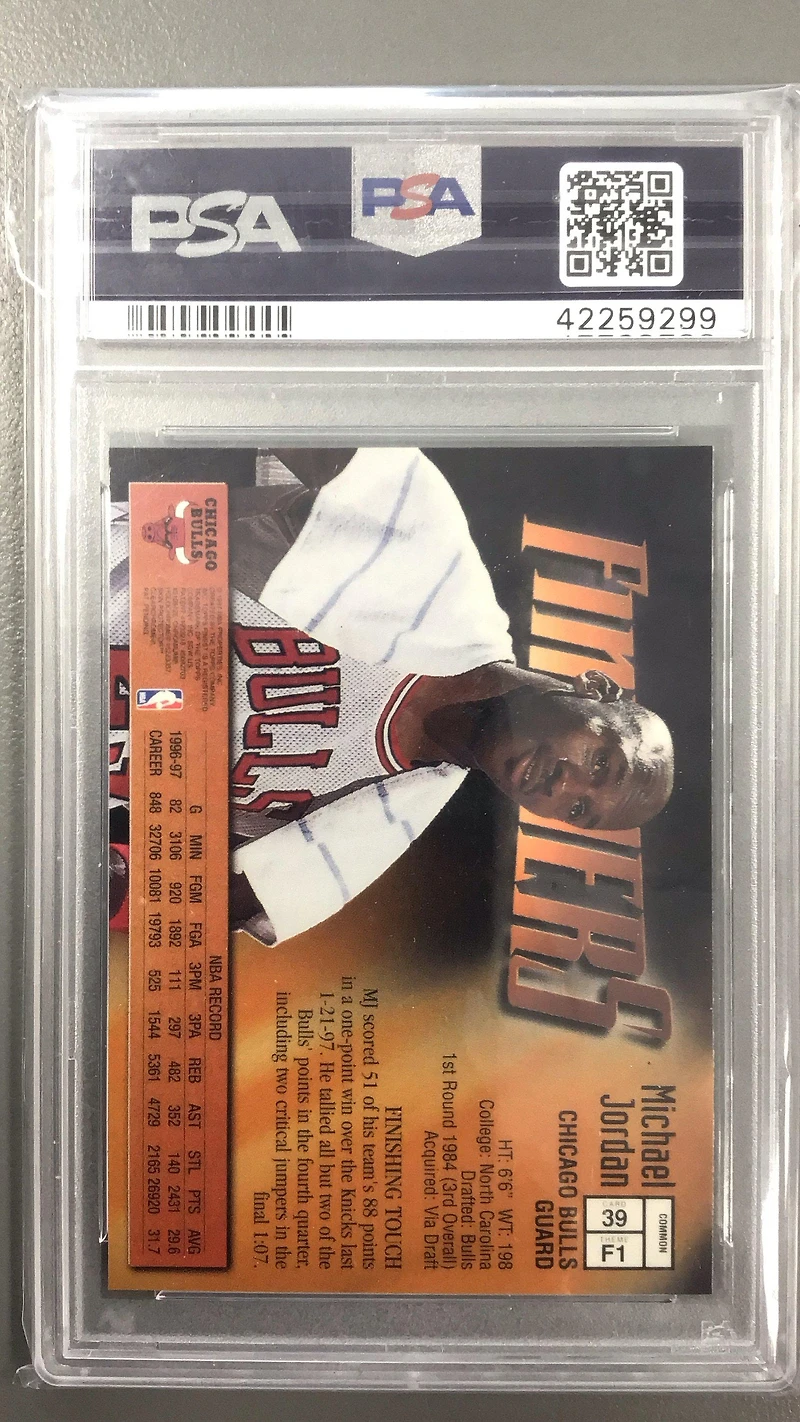 PSA
PSA
42259299
FINISHERS
Michael
Jordan
CHICAGO BULLS
GUARD
COMMON
CARD
39
THEME
F1
HT: 6'6" WT: 198
College: North Carolina
Drafted: Bulls
1st Round 1984 (3rd Overall)
Acquired: Via Draft
FINISHING TOUCH
MJ scored 51 of his team's 88 points
in a one-point win over the Knicks last
1-21-97. He tallied all but two of the
Bulls' points in the fourth quarter,
including two critical jumpers in the
final 1:07.
BULLS
CHICAGO
BULLS
NBA RECORD
G MIN FGM FGA 3PM 3PA REB AST STL PTS AVG
1996-97 82 3106 920 1892 111 297 482 352 140 2431 29.6
CAREER 848 32706 10081 19793 525 1544 5361 4729 2165 26920 31.7